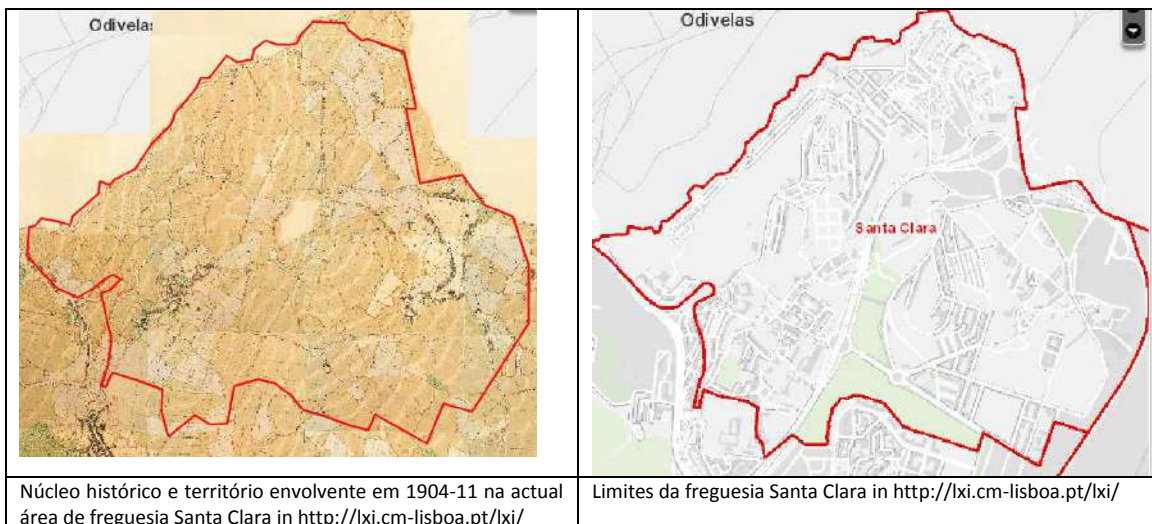 Odivelas
Odivelas
Santa Clara
Núcleo histórico e território envolvente em 1904-11 na actual
área de freguesia Santa Clara in http://lxi.cm-lisboa.pt/lxi/
Limites da freguesia Santa Clara in http://lxi.cm-lisboa.pt/lxi/